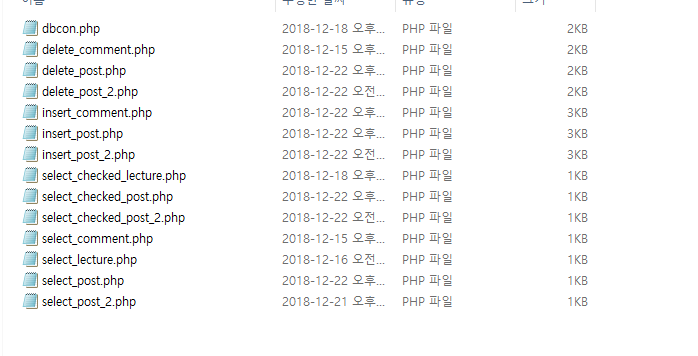 dbcon.php 2018-12-18 오후... PHP 파일 2KB
delete_comment.php 2018-12-15 오후... PHP 파일 2KB
delete_post.php 2018-12-22 오후... PHP 파일 2KB
delete_post_2.php 2018-12-22 오전... PHP 파일 2KB
insert_comment.php 2018-12-22 오후... PHP 파일 3KB
insert_post.php 2018-12-22 오후... PHP 파일 3KB
insert_post_2.php 2018-12-22 오전... PHP 파일 3KB
select_checked_lecture.php 2018-12-18 오후... PHP 파일 1KB
select_checked_post.php 2018-12-22 오후... PHP 파일 1KB
select_checked_post_2.php 2018-12-22 오전... PHP 파일 1KB
select_comment.php 2018-12-15 오후... PHP 파일 1KB
select_lecture.php 2018-12-16 오전... PHP 파일 1KB
select_post.php 2018-12-22 오후... PHP 파일 1KB
select_post_2.php 2018-12-21 오후... PHP 파일 1KB